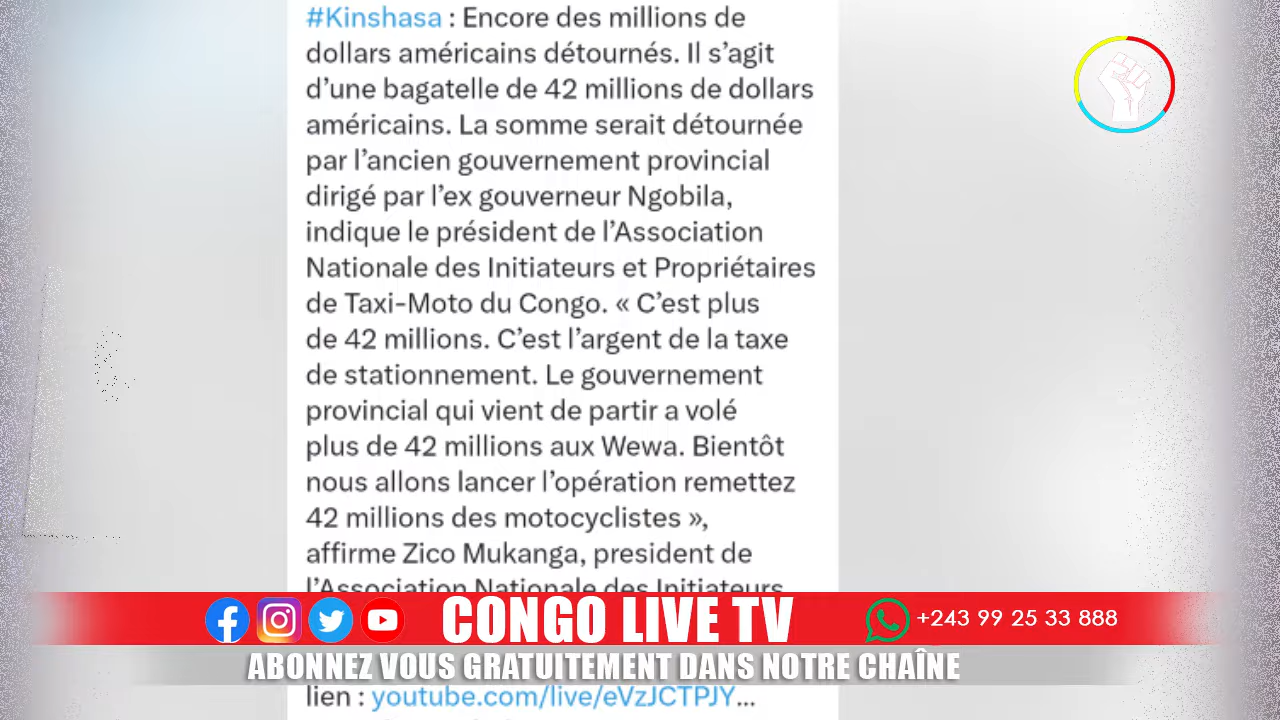 #Kinshasa : Encore des millions de
dollars américains détournés. Il s’agit
d’une bagatelle de 42 millions de dollars
américains. La somme serait détournée
par l’ancien gouvernement provincial
dirigé par l’ex gouverneur Ngobila,
indique le président de l’Association
Nationale des Initiateurs et Propriétaires
de Taxi-Moto du Congo. « C’est plus
de 42 millions. C’est l’argent de la taxe
de stationnement. Le gouvernement
provincial qui vient de partir a volé
plus de 42 millions aux Wewa. Bientôt
nous allons lancer l’opération remettez
42 millions des motocyclistes »,
affirme Zico Mukanga, president de
l’Association Nationale des Initiateurs
CONGO LIVE TV
+243 99 25 33 888
ABONNEZ VOUS GRATUITEMENT DANS NOTRE CHAÎNE
lien : youtube.com/live/eVzJCTPJY...